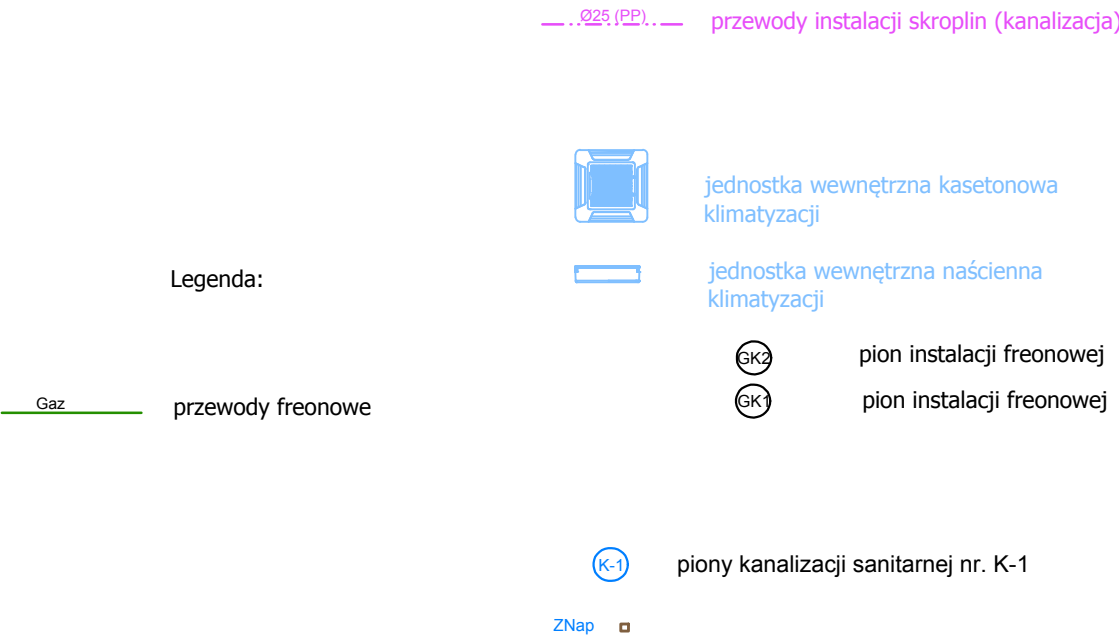 Ø25 (PP)
przewody instalacji skroplin (kanalizacja)
jednostka wewnętrzna kasetonowa
klimatyzacji
Legenda:
jednostka wewnętrzna naścienna
klimatyzacji
GK2
pion instalacji freonowej
Gaz
przewody freonowe
GK1
pion instalacji freonowej
K-1
piony kanalizacji sanitarnej nr. K-1
ZNap